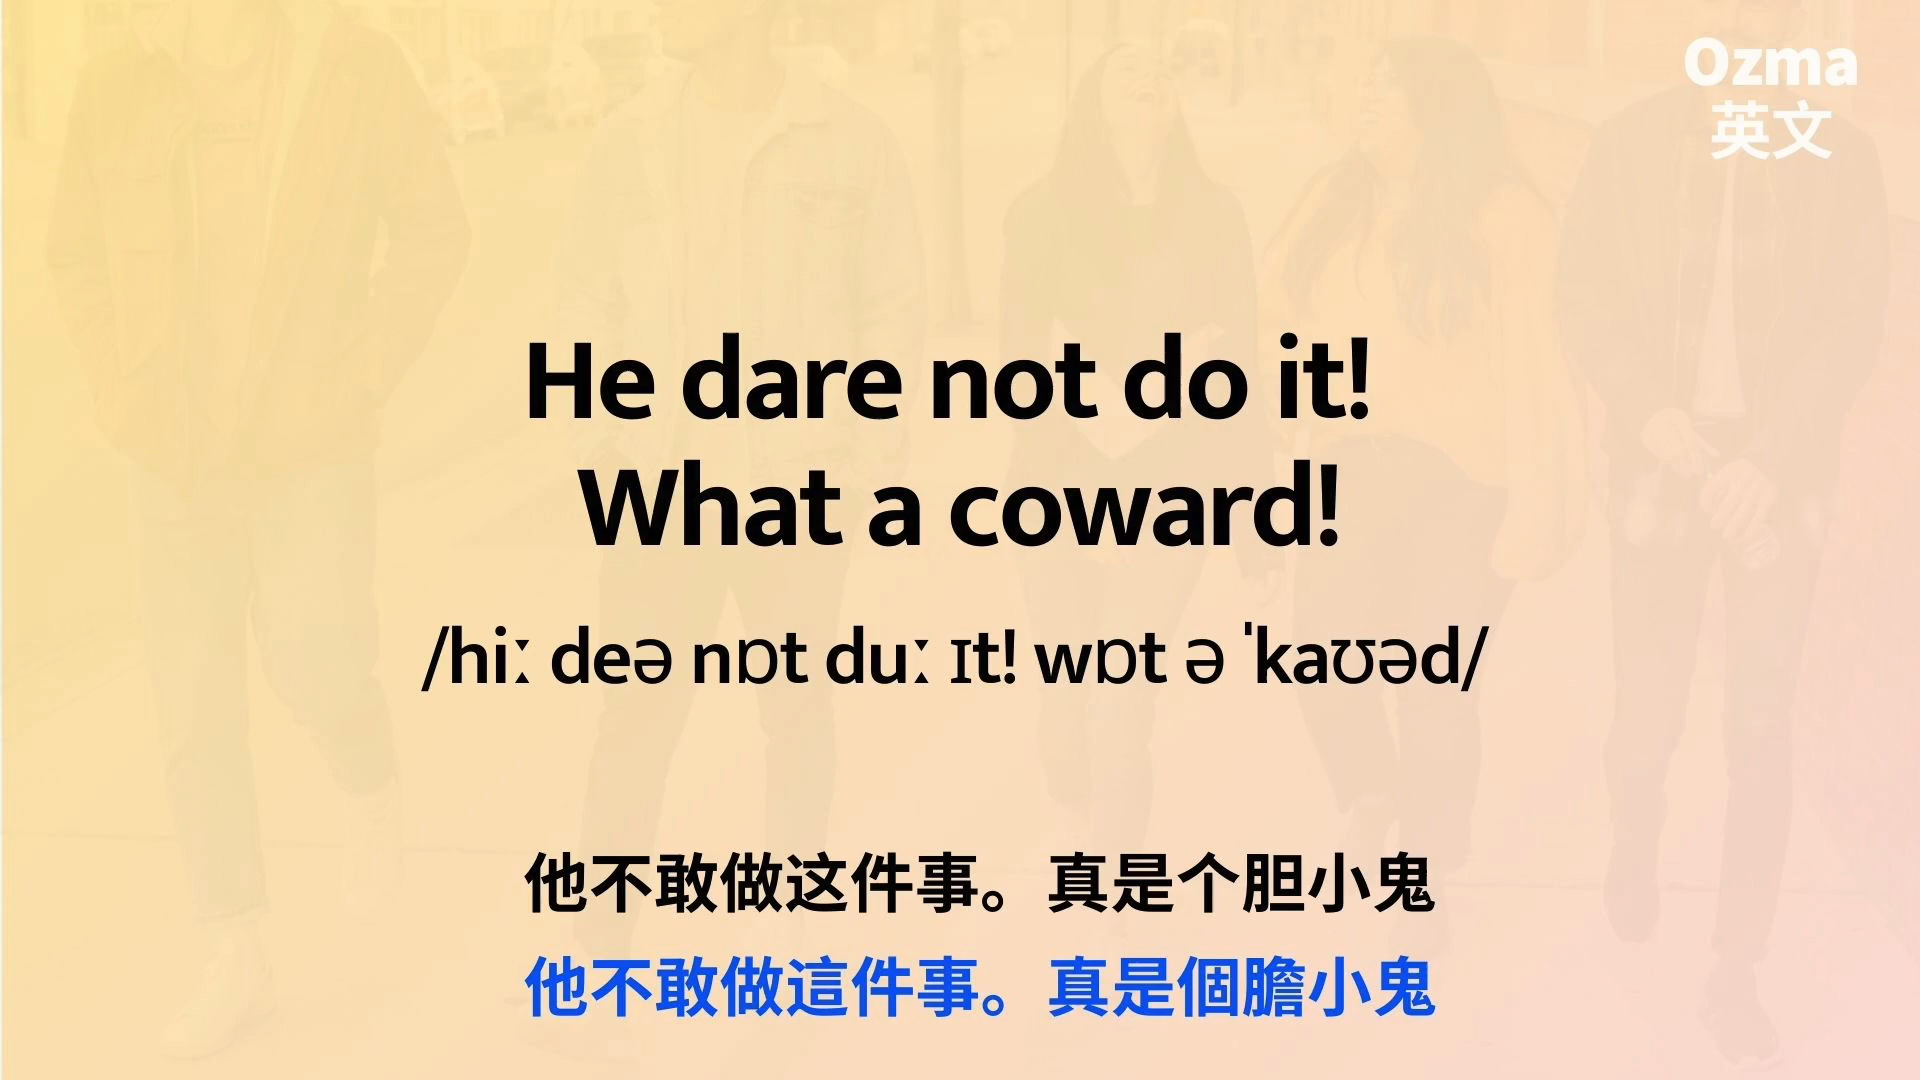 Ozma
英文
He dare not do it!
What a coward!
/hiː deə nɒt duː ɪt! wɒt ə ˈkaʊəd/
他不敢做这件事。真是个胆小鬼
他不敢做這件事。真是個膽小鬼